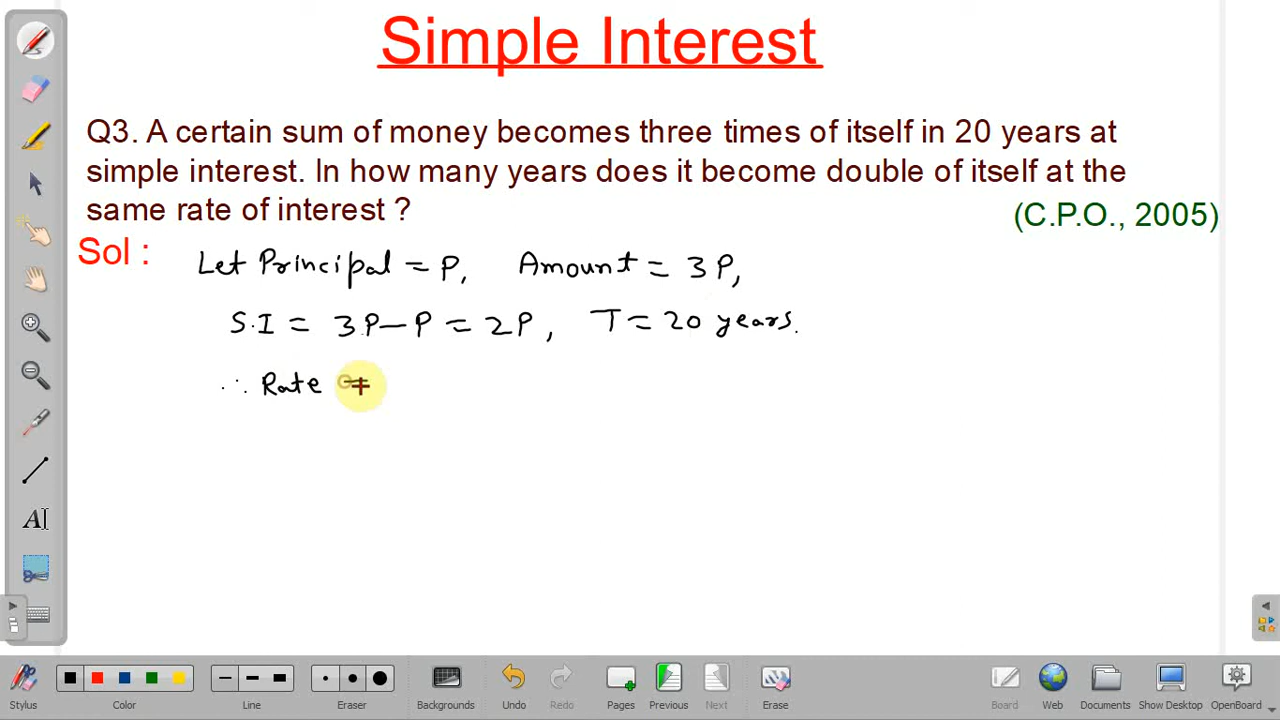 Simple Interest
Q3. A certain sum of money becomes three times of itself in 20 years at
simple interest. In how many years does it become double of itself at the
same rate of interest ?
(C.P.O., 2005)
Sol :
Let Principal = P, Amount = 3P,
S.I = 3P - P = 2P, T = 20 years.
∴ Rate
Stylus
Color
Line
Eraser
Backgrounds
Undo
Redo
Pages
Previous
Next
Erase
Board
Web
Documents
Show Desktop
OpenBoard